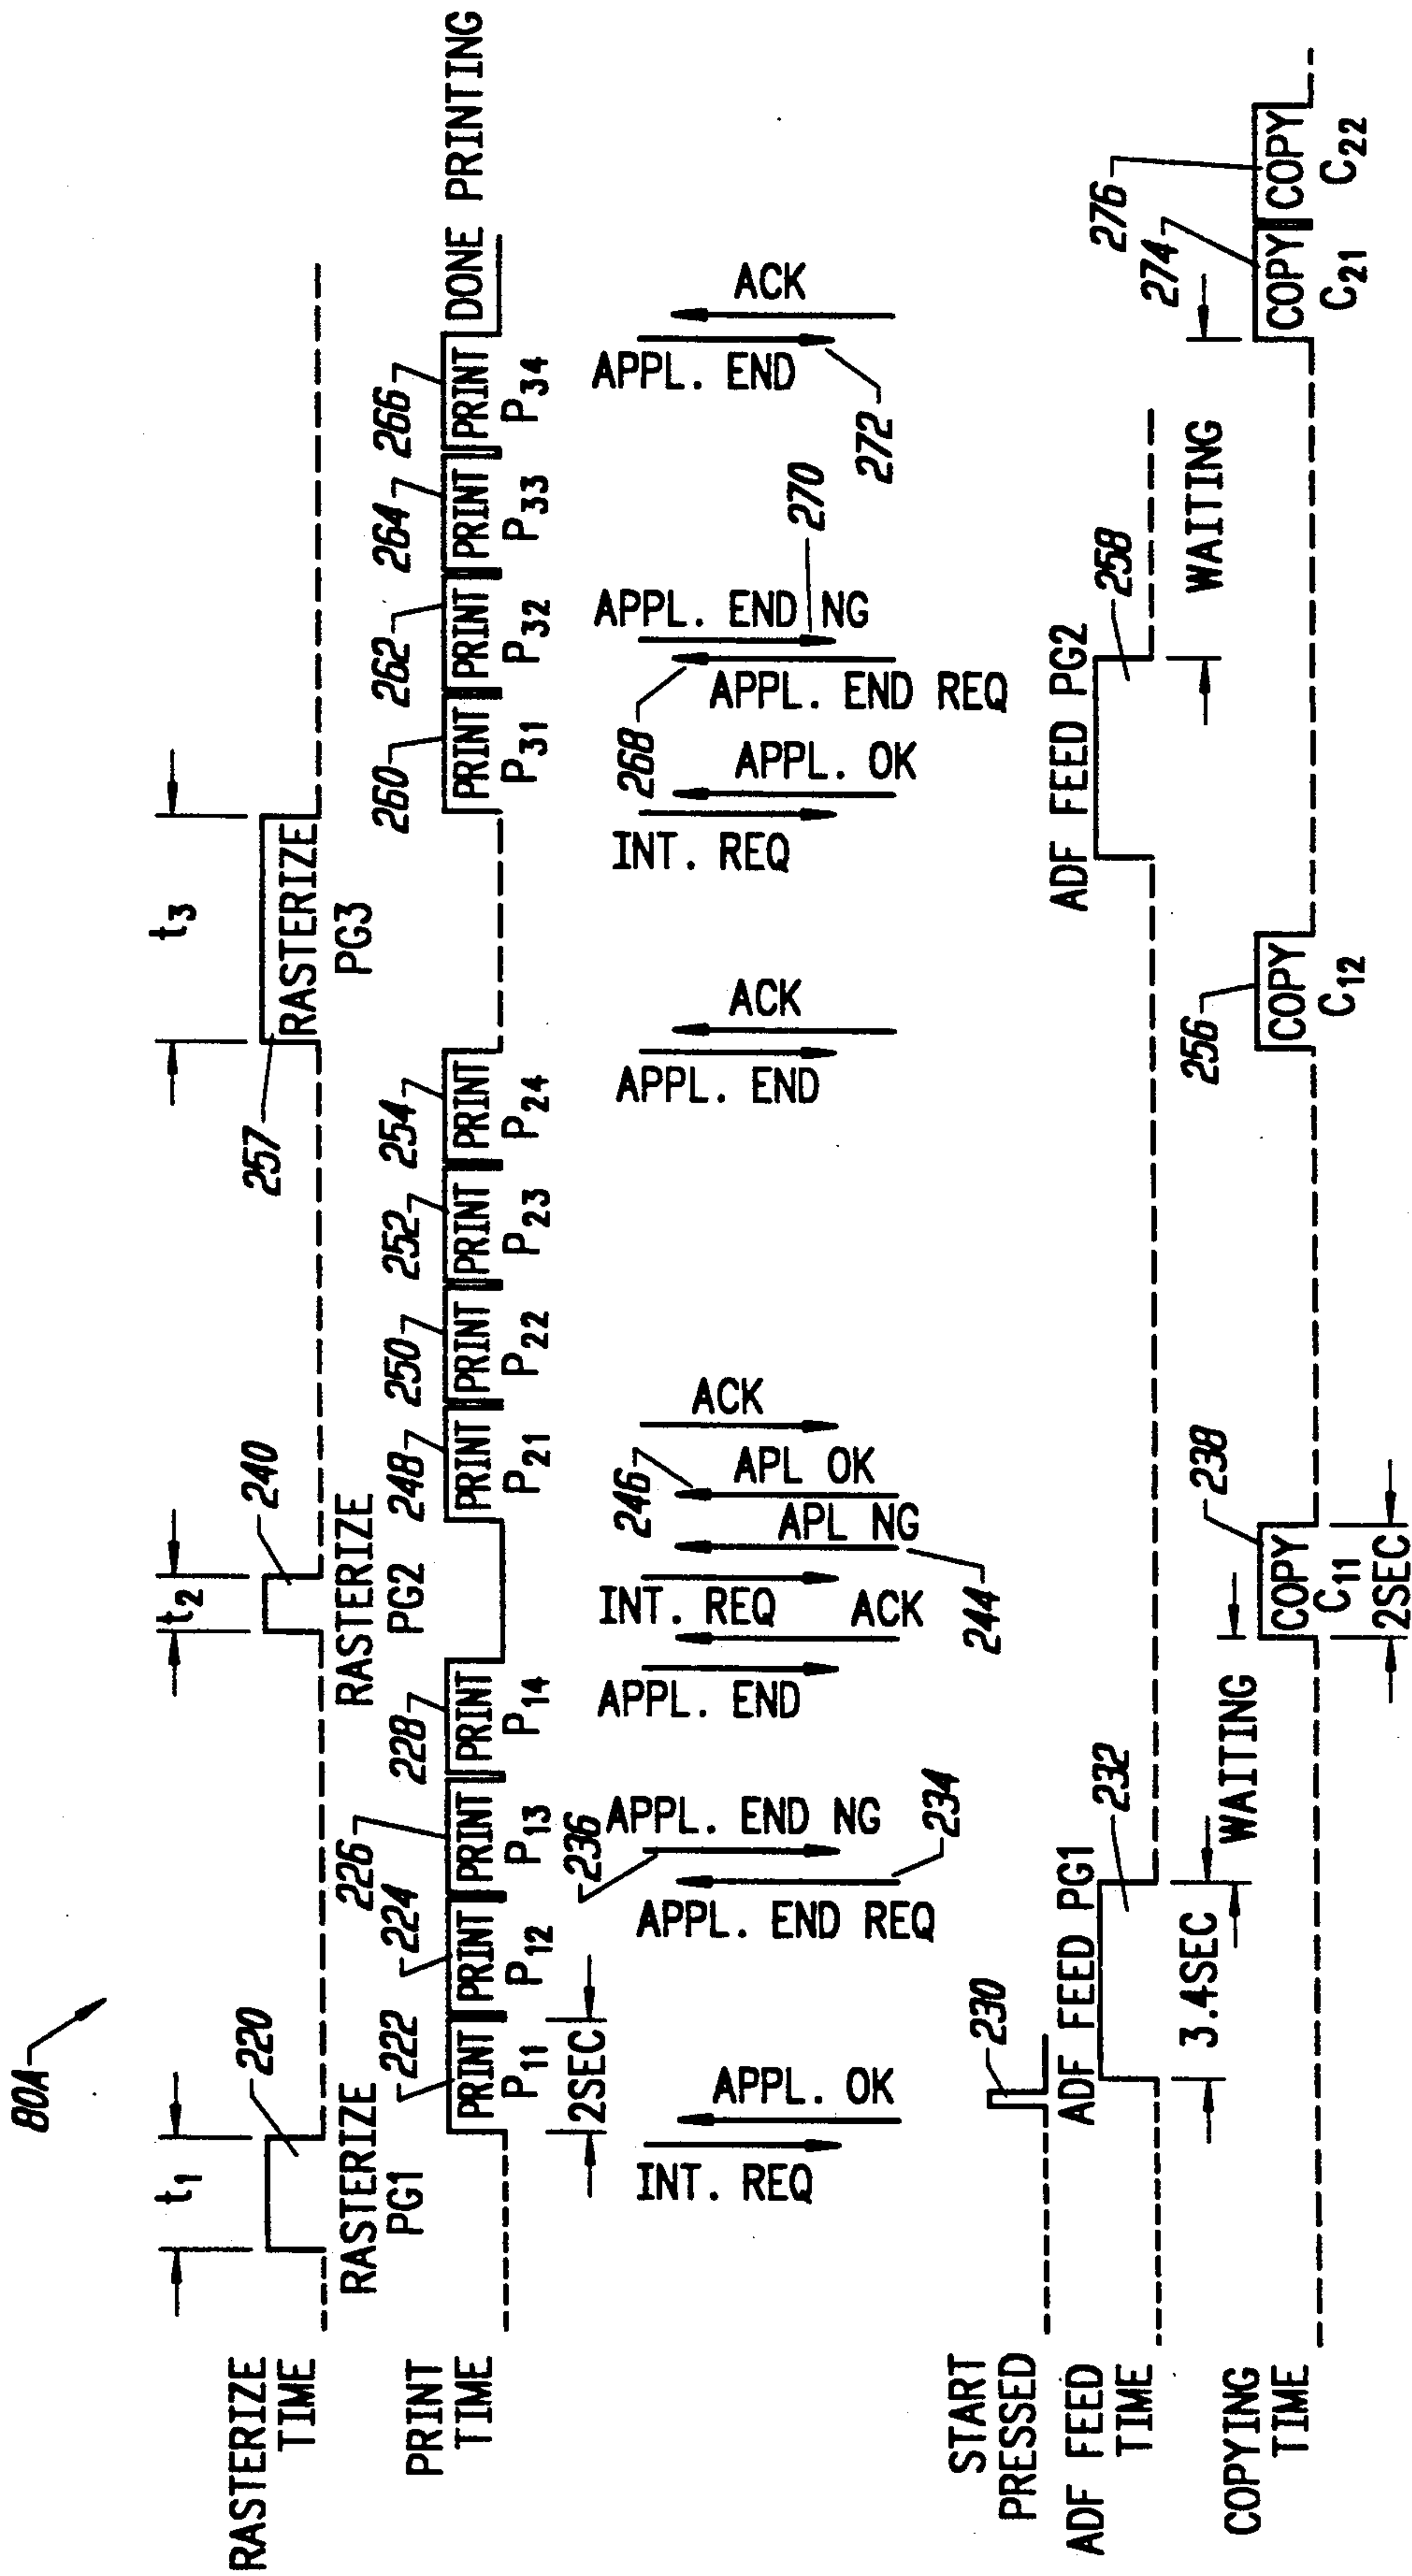 80A
t1
t2
t3
220
240
257
RASTERIZE
TIME
RASTERIZE
PG1
RASTERIZE
PG2
RASTERIZE
PG3
222
224
226
228
248
250
252
254
260
262
264
266
PRINT
TIME
PRINT
PRINT
PRINT
PRINT
PRINT
PRINT
PRINT
PRINT
PRINT
PRINT
PRINT
PRINT
DONE PRINTING
P11
P12
P13
P14
P21
P22
P23
P24
P31
P32
P33
P34
2SEC
236
INT. REQ
APPL. OK
APPL. END REQ
APPL. END NG
234
APPL. END
ACK
INT. REQ
APL NG
244
APL OK
246
ACK
APPL. END
ACK
INT. REQ
APPL. OK
268
APPL. END REQ
APPL. END NG
270
APPL. END
272
ACK
START
PRESSED
230
ADF FEED
TIME
ADF FEED PG1
232
ADF FEED PG2
258
3.4SEC
WAITING
238
WAITING
274
276
COPYING
TIME
COPY
C11
2SEC
256
COPY
C12
COPY
C21
COPY
C22